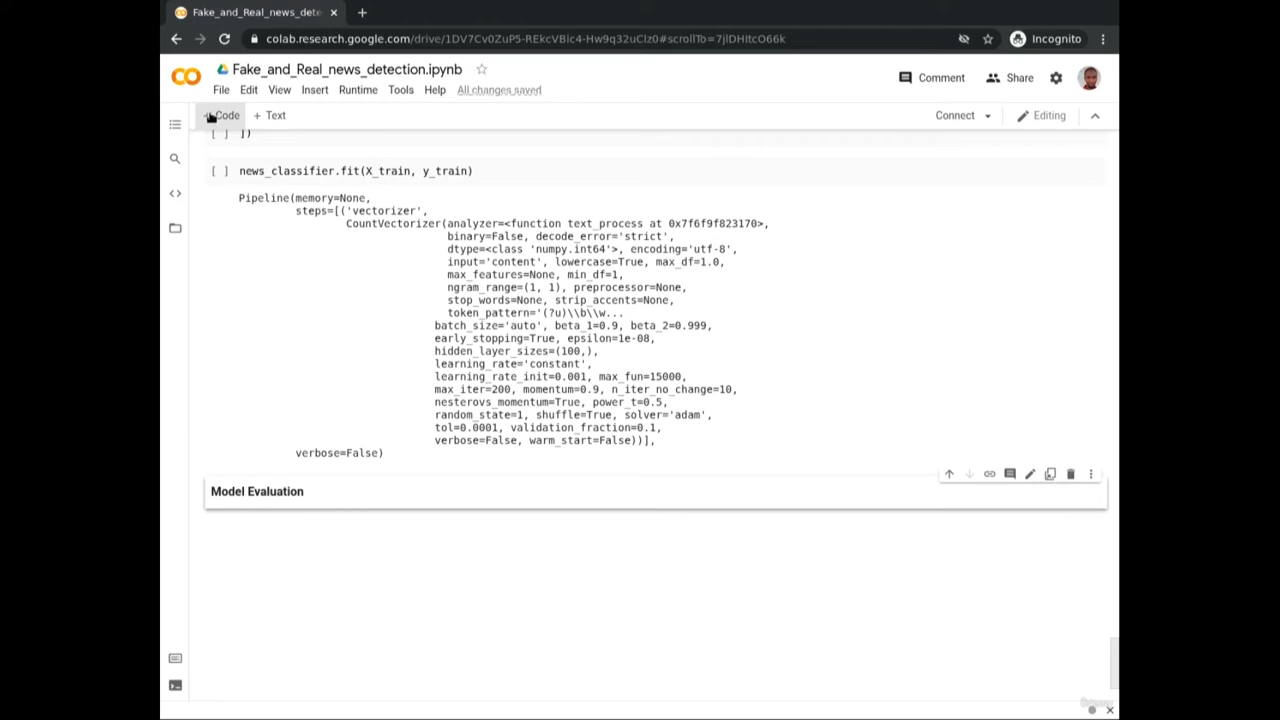 Fake_and_Real_news_dete
colab.research.google.com/drive/1DV7Cv0ZuP5-REkcVBic4-Hw9q32uClz0#scrollTo=7jlDHItcO66k
Incognito
Fake_and_Real_news_detection.ipynb
Comment
Share
File Edit View Insert Runtime Tools Help All changes saved
+ Code + Text
Connect
Editing
[ ] ])
[ ] news_classifier.fit(X_train, y_train)
Pipeline(memory=None,
steps=[('vectorizer',
CountVectorizer(analyzer=<function text_process at 0x7f6f9f823170>,
binary=False, decode_error='strict',
dtype=<class 'numpy.int64'>, encoding='utf-8',
input='content', lowercase=True, max_df=1.0,
max_features=None, min_df=1,
ngram_range=(1, 1), preprocessor=None,
stop_words=None, strip_accents=None,
token_pattern='(?u)\\b\\w...
batch_size='auto', beta_1=0.9, beta_2=0.999,
early_stopping=True, epsilon=1e-08,
hidden_layer_sizes=(100,),
learning_rate='constant',
learning_rate_init=0.001, max_fun=15000,
max_iter=200, momentum=0.9, n_iter_no_change=10,
nesterovs_momentum=True, power_t=0.5,
random_state=1, shuffle=True, solver='adam',
tol=0.0001, validation_fraction=0.1,
verbose=False, warm_start=False))],
verbose=False)
Model Evaluation